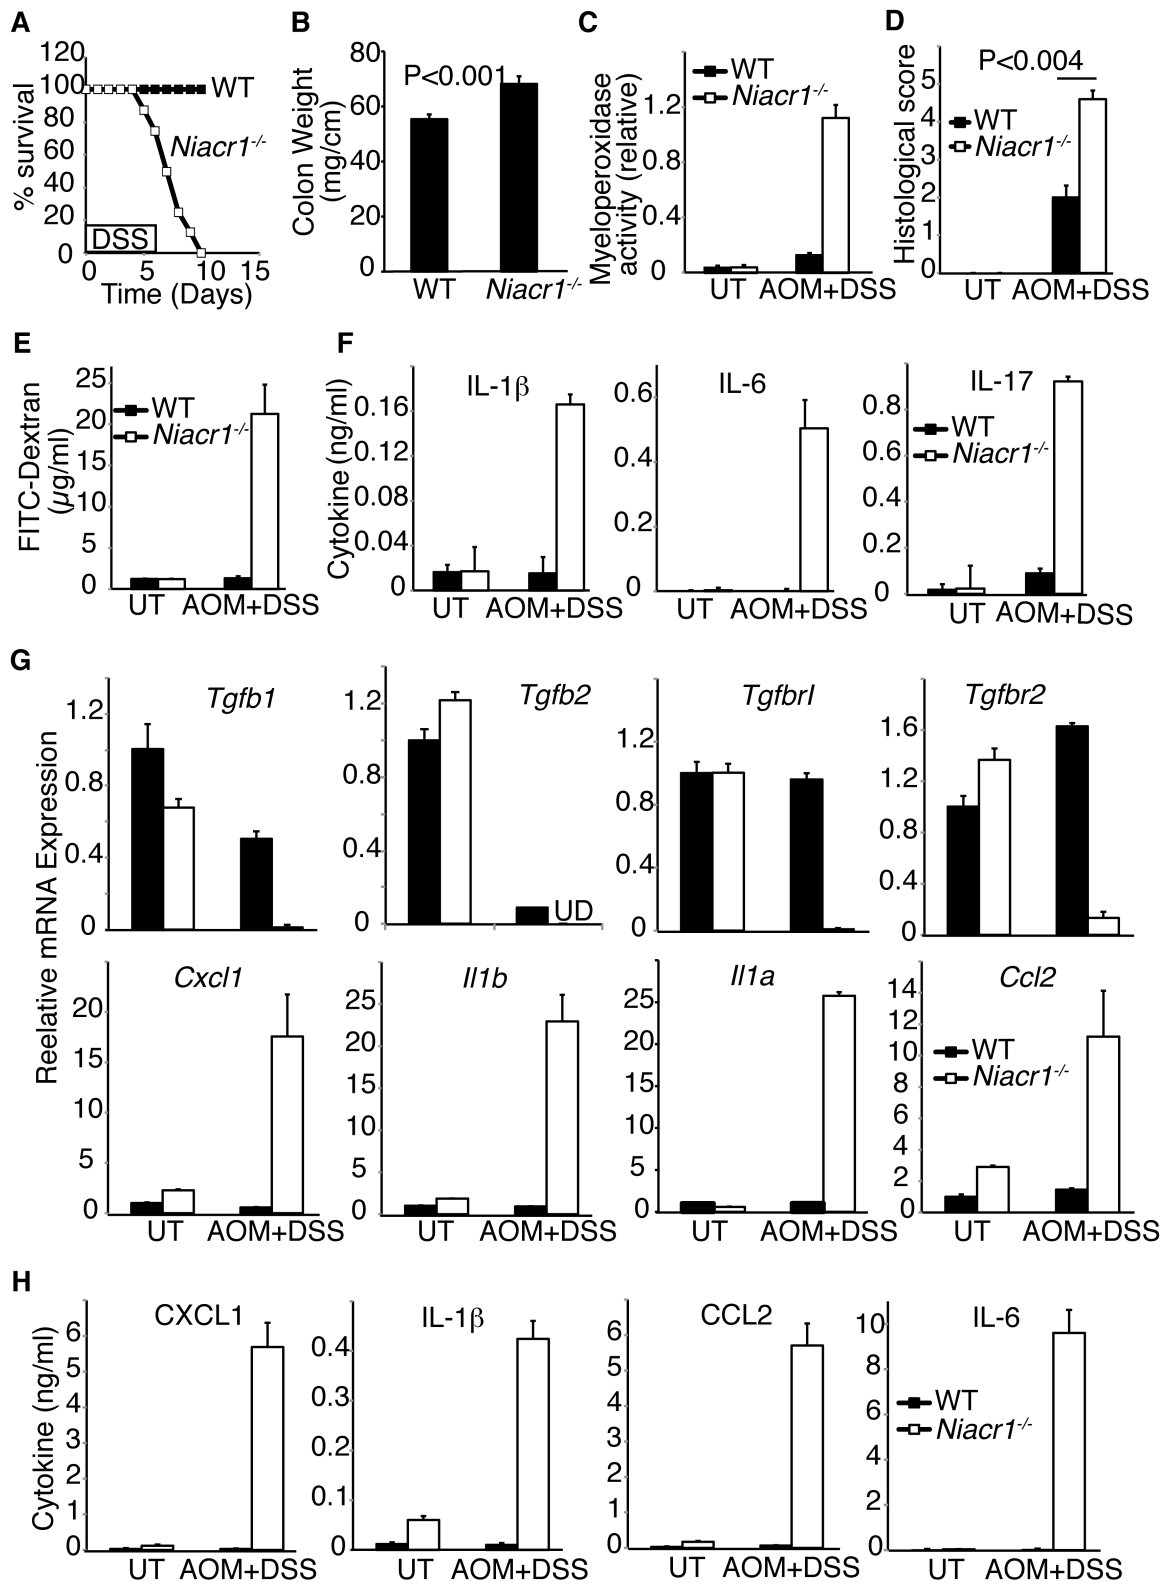 A
% survival
120
100
80
60
40
20
0
WT
Niacr1-/-
DSS
0 5 10 15
Time (Days)
B
Colon Weight
(mg/cm)
80
60
40
20
0
P<0.001
WT Niacr1-/-
C
Myeloperoxidase
activity (relative)
1.2
0.8
0.4
0
WT
Niacr1-/-
UT AOM+DSS
D
Histological score
5
4
3
2
1
0
P<0.004
WT
Niacr1-/-
UT AOM+DSS
E
FITC-Dextran
(µg/ml)
25
20
15
10
5
0
WT
Niacr1-/-
UT AOM+DSS
F
Cytokine (ng/ml)
IL-1β
0.16
0.12
0.08
0.04
0
UT AOM+DSS
IL-6
0.6
0.4
0.2
0
UT AOM+DSS
IL-17
0.8
0.6
0.4
0.2
0
WT
Niacr1-/-
UT AOM+DSS
G
Reelative mRNA Expression
Tgfb1
1.2
0.8
0.4
0
Tgfb2
1.2
0.8
0.4
0
UD
TgfbrI
1.2
0.8
0.4
0
Tgfbr2
1.6
1.2
0.8
0.4
0
Cxcl1
20
15
10
5
0
UT AOM+DSS
Il1b
25
20
15
10
5
0
UT AOM+DSS
Il1a
25
20
15
10
5
0
UT AOM+DSS
Ccl2
14
12
10
8
6
4
2
0
WT
Niacr1-/-
UT AOM+DSS
H
Cytokine (ng/ml)
CXCL1
6
5
4
3
2
1
0
UT AOM+DSS
IL-1β
0.4
0.3
0.2
0.1
0
UT AOM+DSS
CCL2
6
5
4
3
2
1
0
UT AOM+DSS
IL-6
10
8
6
4
2
0
WT
Niacr1-/-
UT AOM+DSS